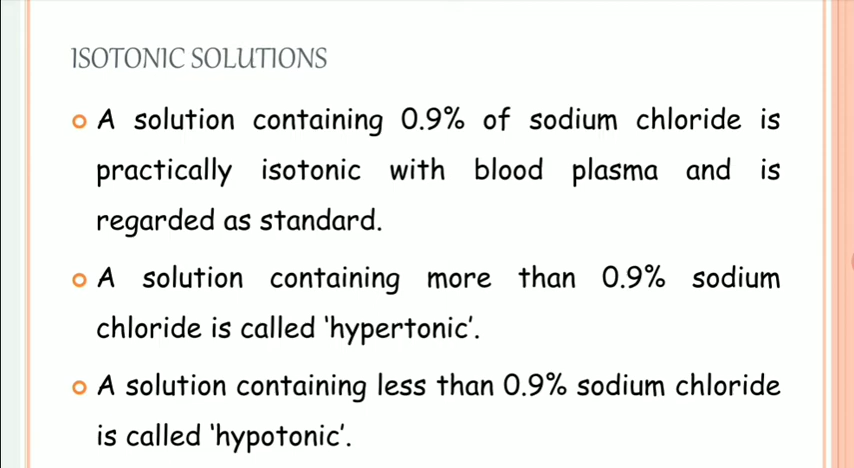 ISOTONIC SOLUTIONS
A solution containing 0.9% of sodium chloride is
practically isotonic with blood plasma and is
regarded as standard.
A solution containing more than 0.9% sodium
chloride is called 'hypertonic'.
A solution containing less than 0.9% sodium chloride
is called 'hypotonic'.